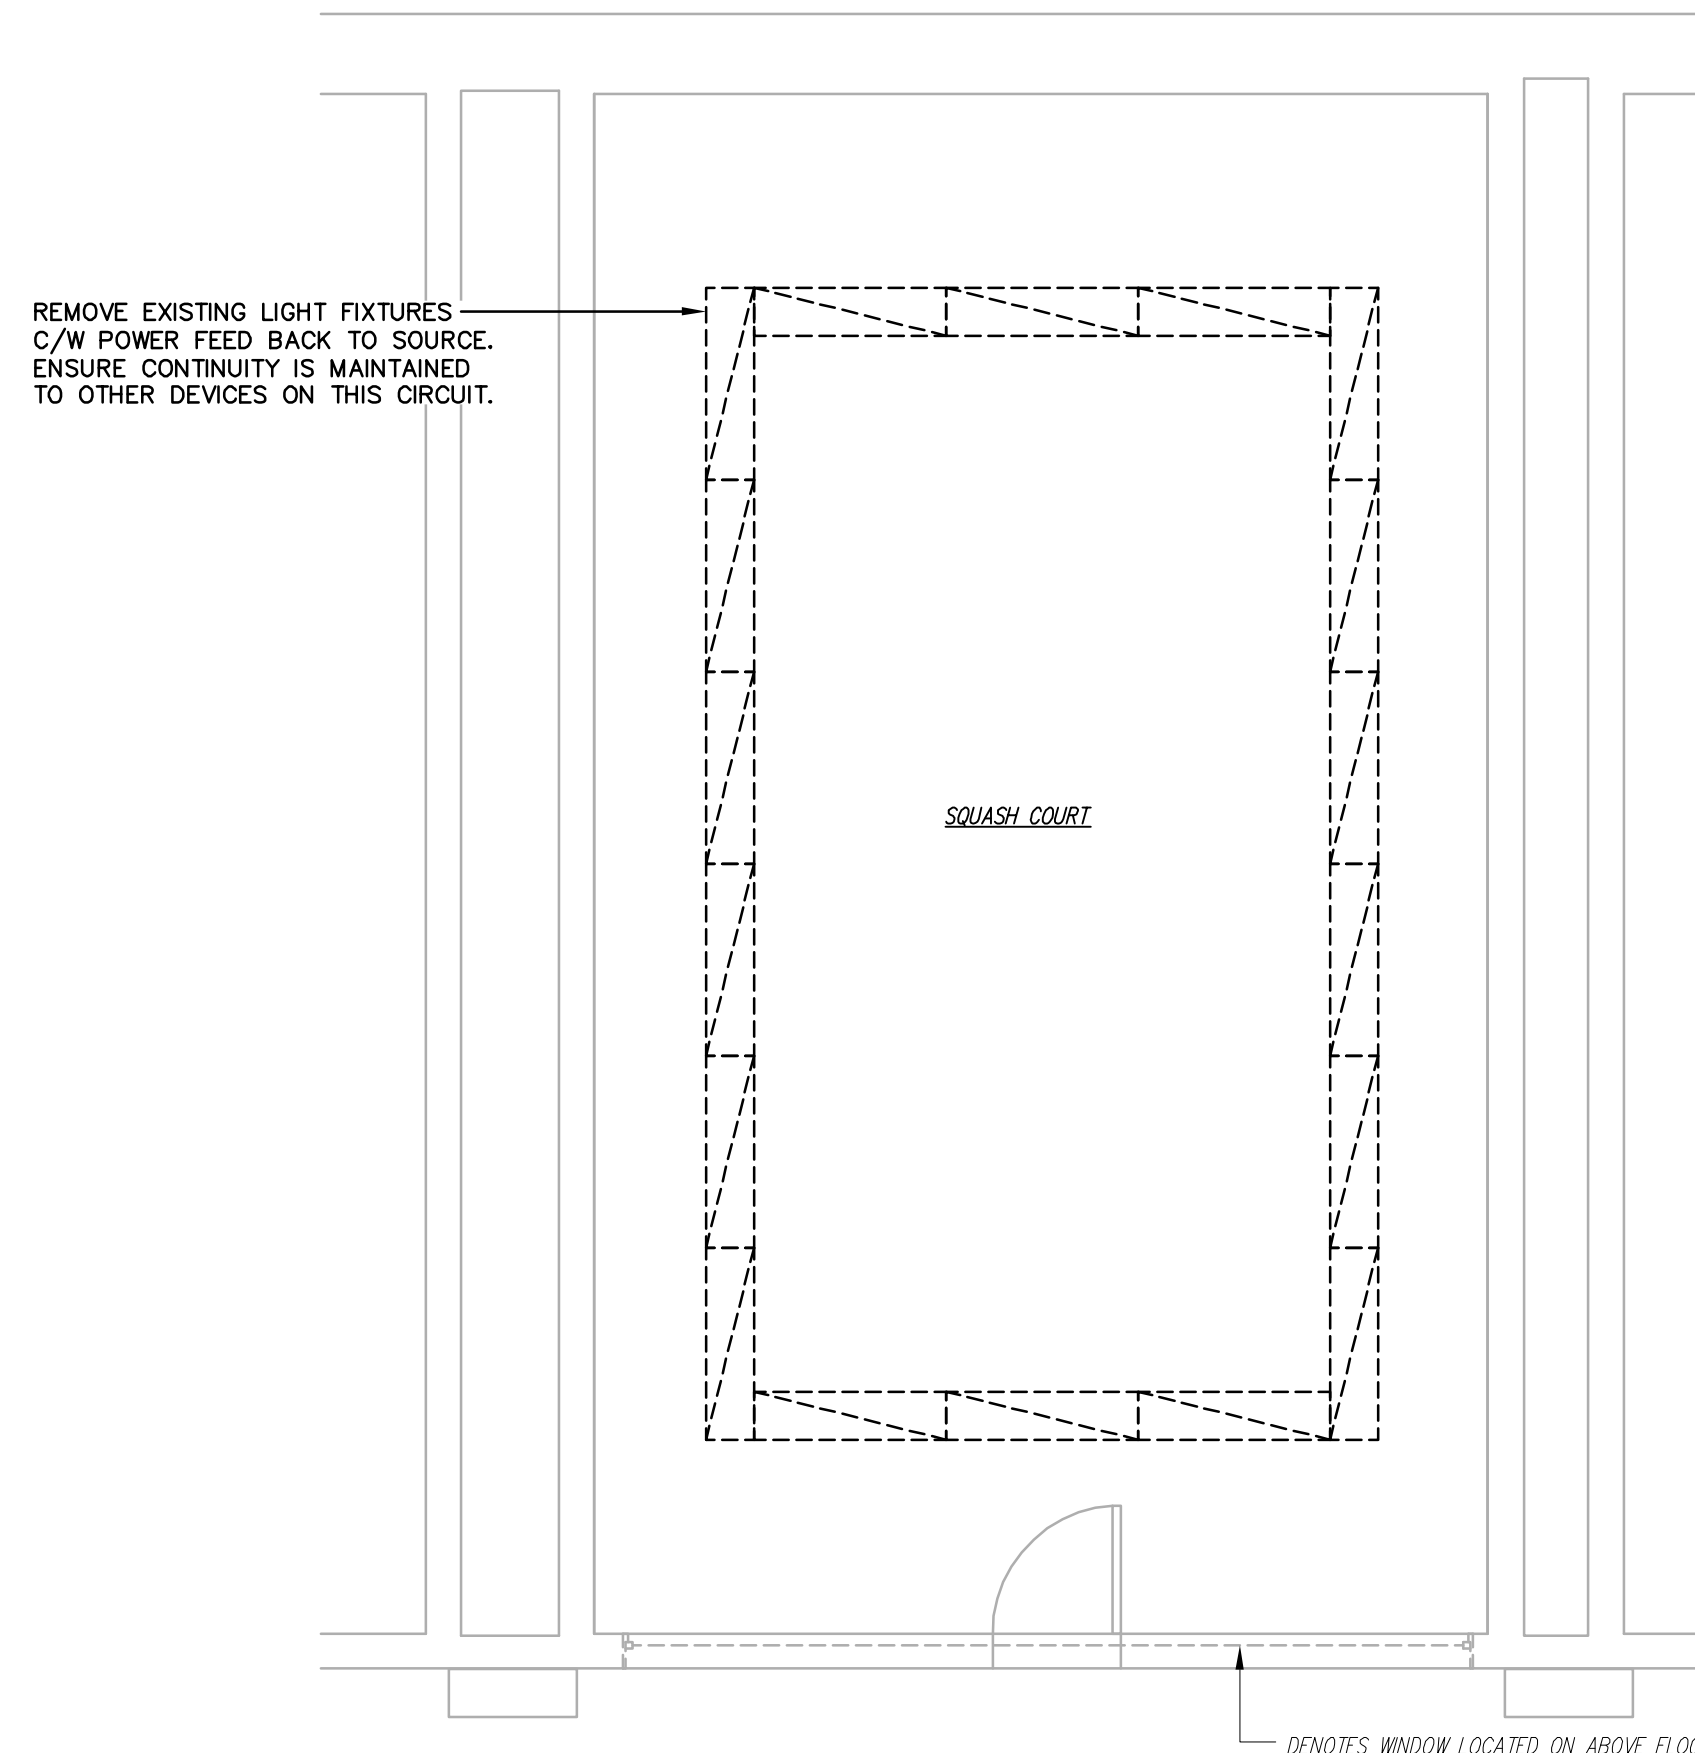 REMOVE EXISTING LIGHT FIXTURES
C/W POWER FEED BACK TO SOURCE.
ENSURE CONTINUITY IS MAINTAINED
TO OTHER DEVICES ON THIS CIRCUIT.
SQUASH COURT
DENOTES WINDOW LOCATED ON ABOVE